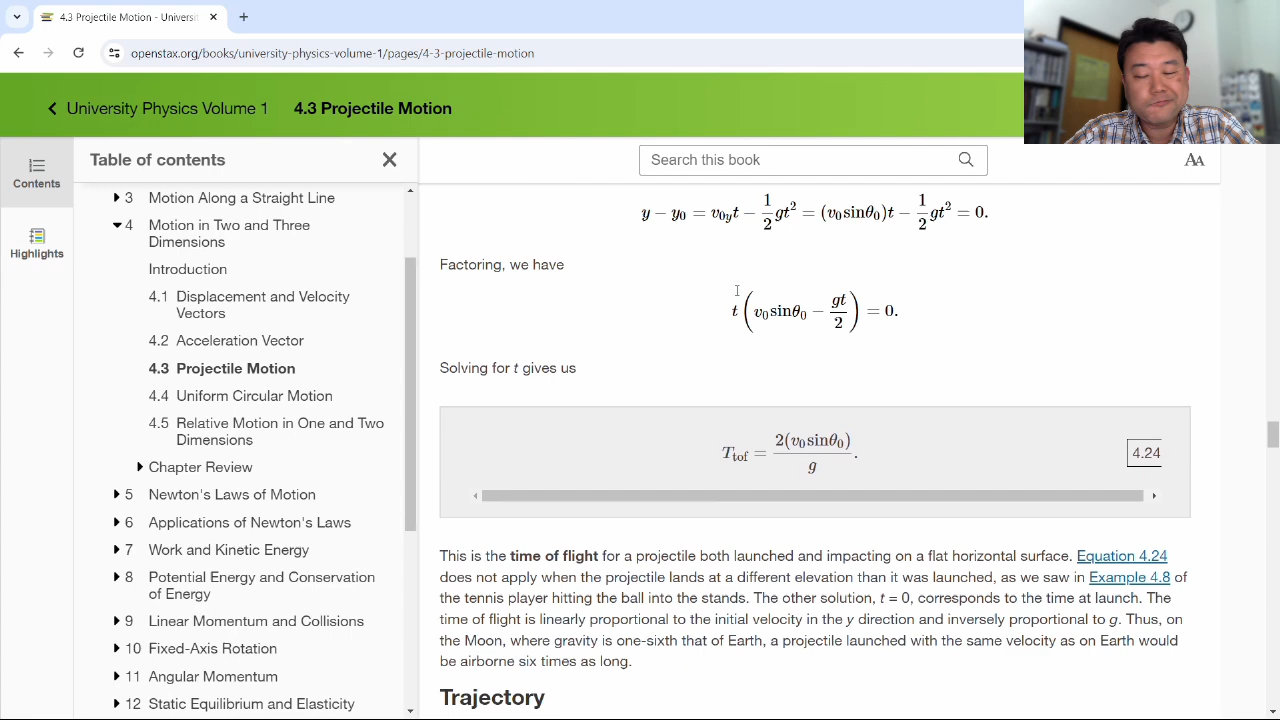 4.3 Projectile Motion - Universi
openstax.org/books/university-physics-volume-1/pages/4-3-projectile-motion
University Physics Volume 1 4.3 Projectile Motion
Contents
Highlights
Table of contents
3 Motion Along a Straight Line
4 Motion in Two and Three
Dimensions
Introduction
4.1 Displacement and Velocity
Vectors
4.2 Acceleration Vector
4.3 Projectile Motion
4.4 Uniform Circular Motion
4.5 Relative Motion in One and Two
Dimensions
Chapter Review
5 Newton's Laws of Motion
6 Applications of Newton's Laws
7 Work and Kinetic Energy
8 Potential Energy and Conservation
of Energy
9 Linear Momentum and Collisions
10 Fixed-Axis Rotation
11 Angular Momentum
12 Static Equilibrium and Elasticity
Search this book
AA
y − y₀ = v₀yt − 1/2 gt² = (v₀sinθ₀)t − 1/2 gt² = 0.
Factoring, we have
t(v₀sinθ₀ − gt/2) = 0.
Solving for t gives us
Ttof = 2(v₀sinθ₀)/g. 4.24
This is the time of flight for a projectile both launched and impacting on a flat horizontal surface. Equation 4.24
does not apply when the projectile lands at a different elevation than it was launched, as we saw in Example 4.8 of
the tennis player hitting the ball into the stands. The other solution, t = 0, corresponds to the time at launch. The
time of flight is linearly proportional to the initial velocity in the y direction and inversely proportional to g. Thus, on
the Moon, where gravity is one-sixth that of Earth, a projectile launched with the same velocity as on Earth would
be airborne six times as long.
Trajectory